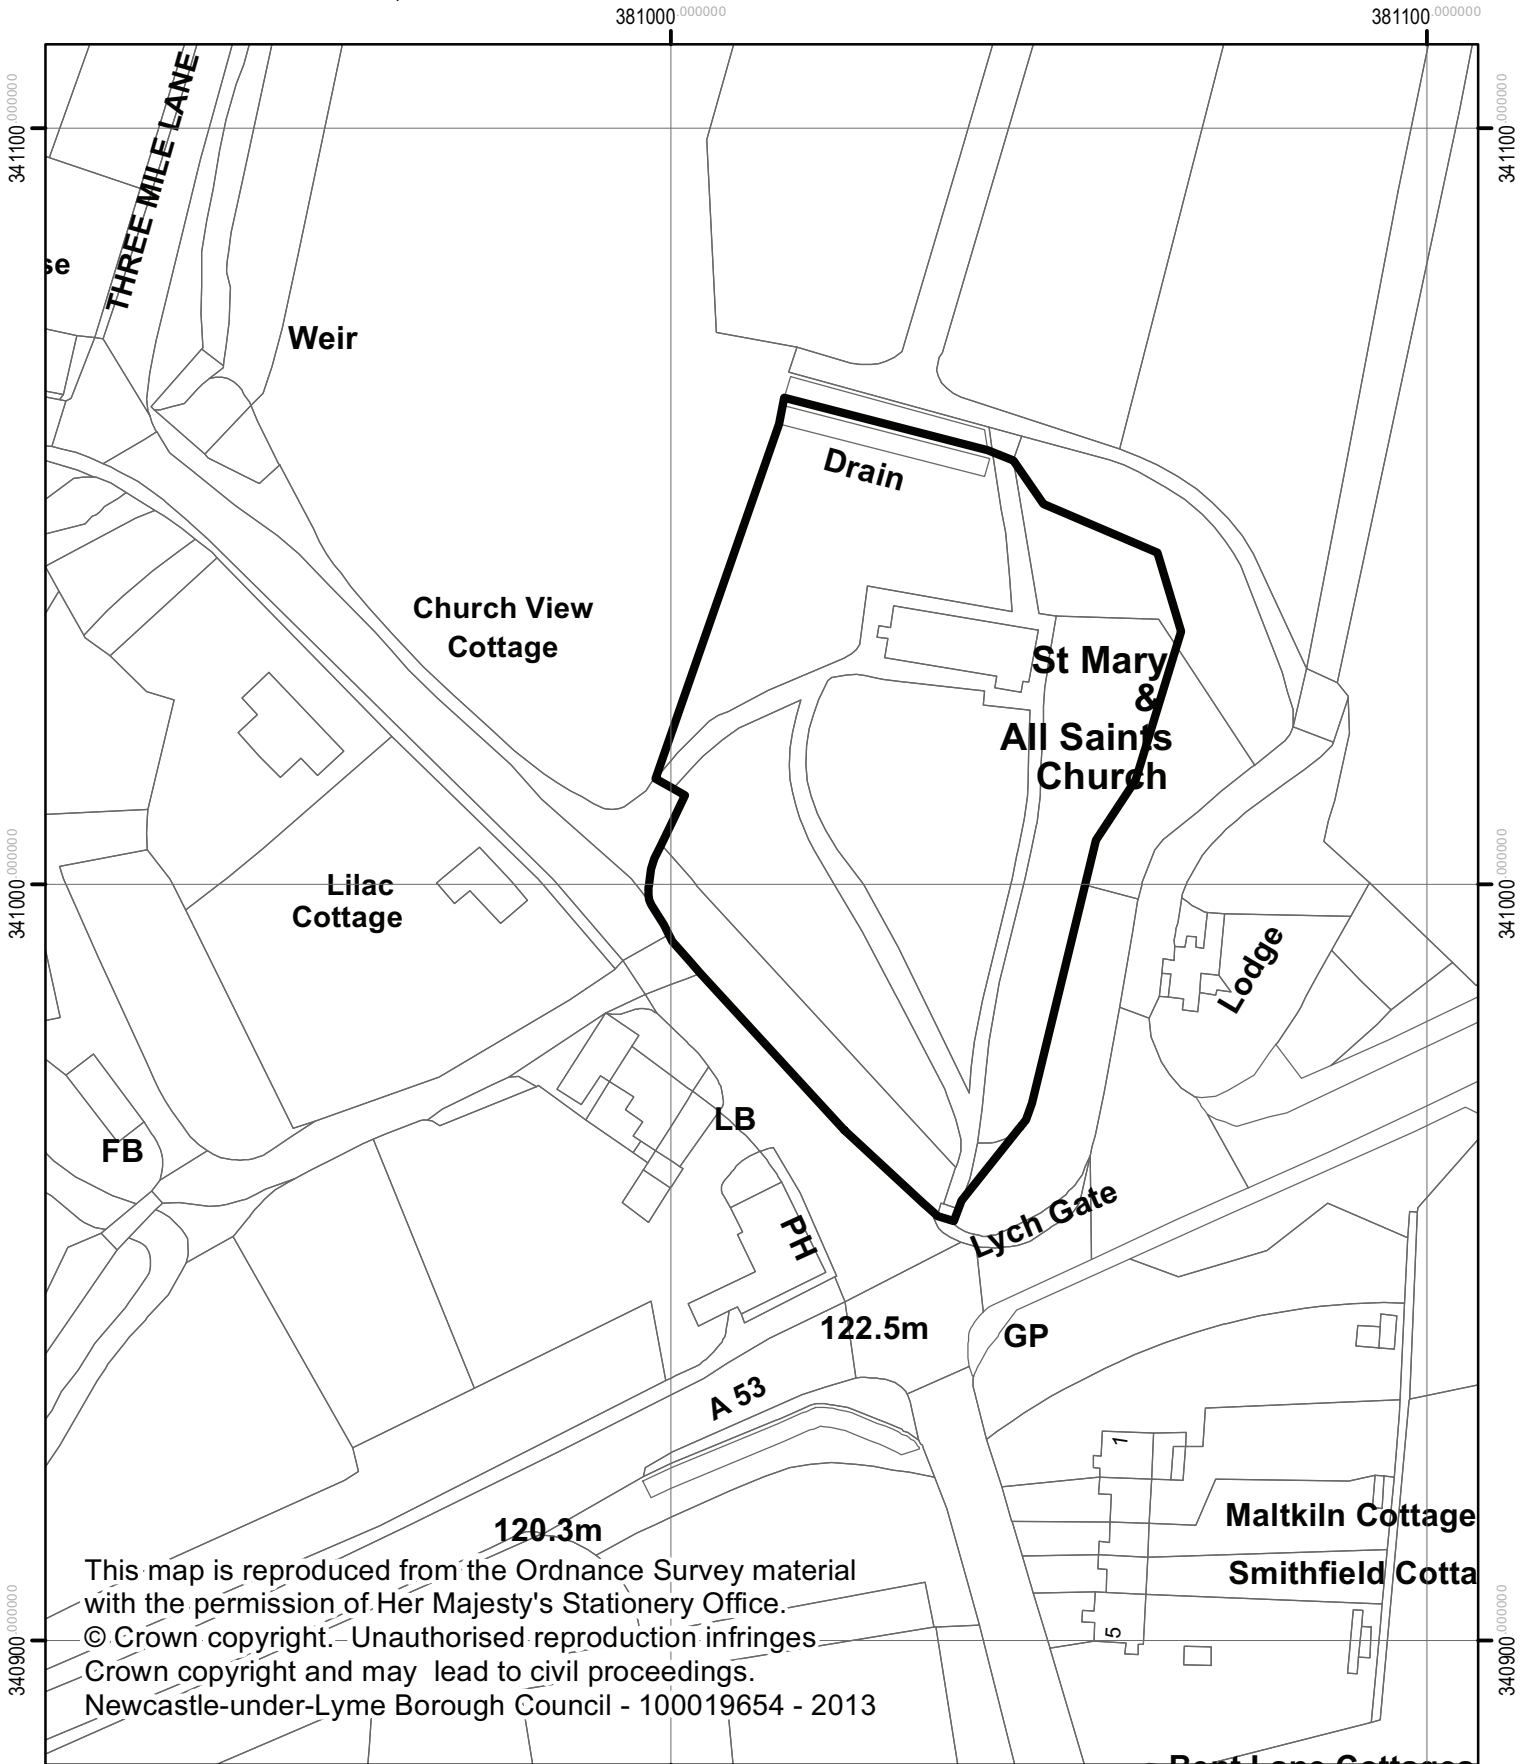 381000.000000
381100.000000
341100.000000
341100.000000
THREE MILE LANE
se
Weir
Drain
Church View
Cottage
St Mary
&
All Saints
Church
Lilac
Cottage
341000.000000
341000.000000
Lodge
LB
FB
Lych Gate
PH
122.5m
GP
A 53
1
Maltkiln Cottage
120.3m
Smithfield Cotta
This map is reproduced from the Ordnance Survey material
with the permission of Her Majesty's Stationery Office.
© Crown copyright. Unauthorised reproduction infringes
Crown copyright and may lead to civil proceedings.
Newcastle-under-Lyme Borough Council - 100019654 - 2013
5
340900.000000
340900.000000
Bent Lane Cottages